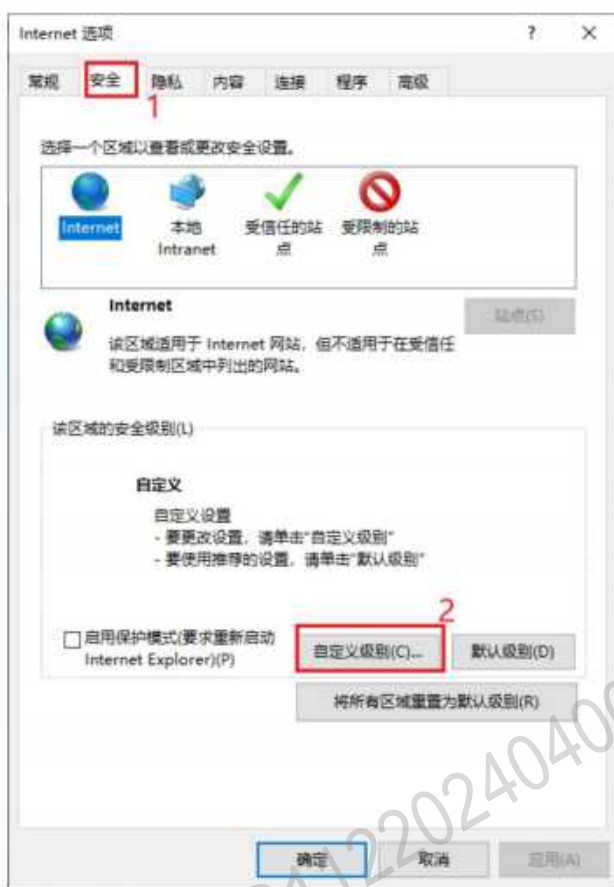 Internet 选项
? ×
常规 安全 隐私 内容 连接 程序 高级
1
选择一个区域以查看或更改安全设置。
Internet
本地
Intranet
受信任的站
点
受限制的站
点
Internet
站点(S)
该区域适用于 Internet 网站，但不适用于在受信任
和受限制区域中列出的网站。
该区域的安全级别(L)
自定义
自定义设置
- 要更改设置，请单击"自定义级别"
- 要使用推荐的设置，请单击"默认级别"
2
启用保护模式(要求重新启动
Internet Explorer)(P)
自定义级别(C)... 默认级别(D)
将所有区域重置为默认级别(R)
确定 取消 应用(A)